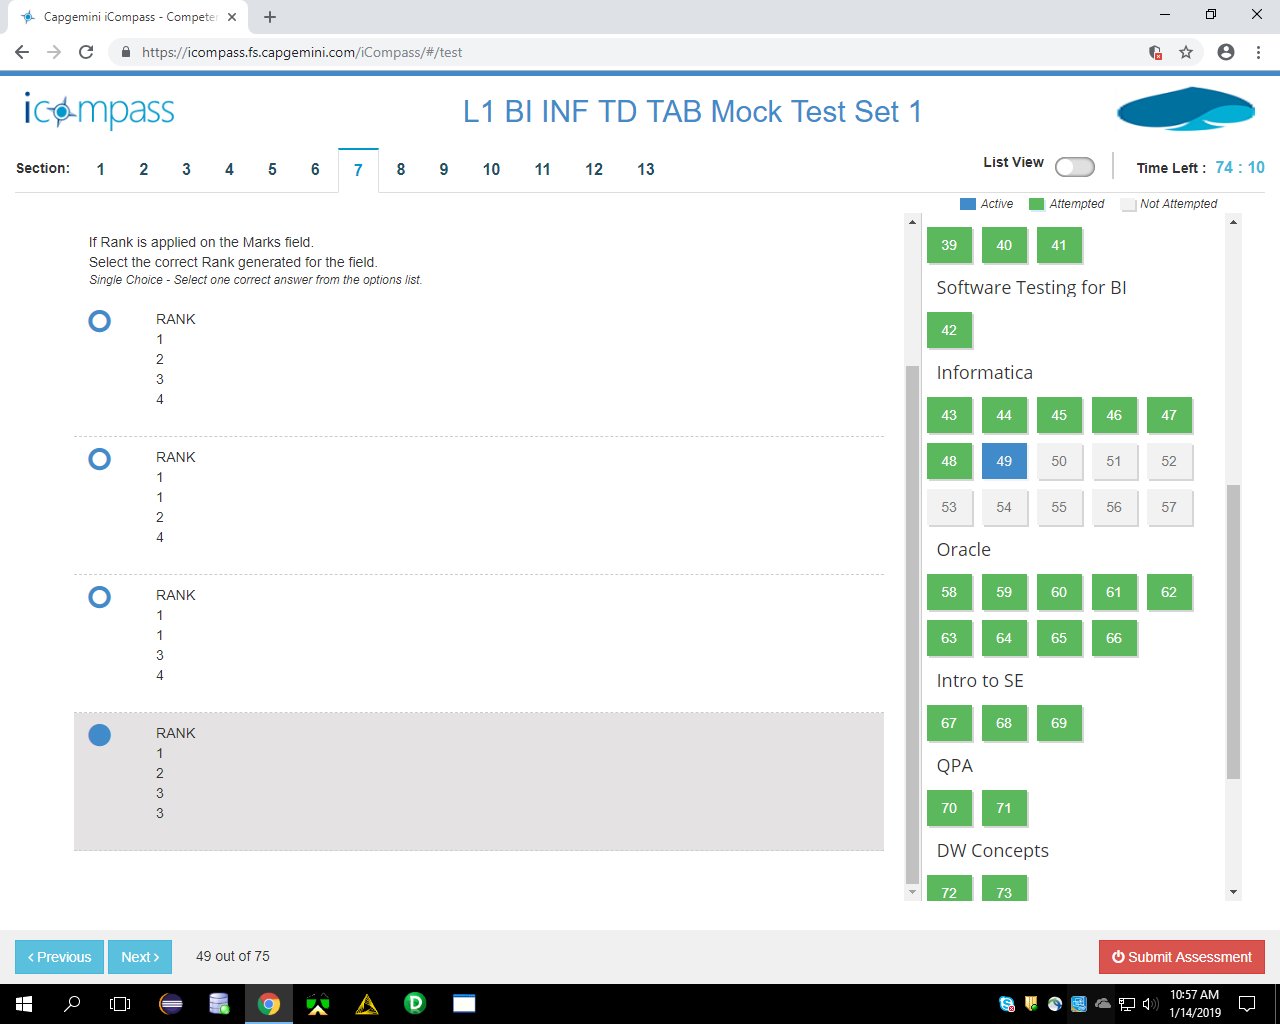 Capgemini iCompass - Competer
https://icompass.fs.capgemini.com/iCompass/#/test
icompass
L1 BI INF TD TAB Mock Test Set 1
Section: 1 2 3 4 5 6 7 8 9 10 11 12 13
List View
Time Left : 74 : 10
Active Attempted Not Attempted
If Rank is applied on the Marks field.
Select the correct Rank generated for the field.
Single Choice - Select one correct answer from the options list.
RANK
1
2
3
4
RANK
1
1
2
4
RANK
1
1
3
4
RANK
1
2
3
3
39 40 41
Software Testing for BI
42
Informatica
43 44 45 46 47
48 49 50 51 52
53 54 55 56 57
Oracle
58 59 60 61 62
63 64 65 66
Intro to SE
67 68 69
QPA
70 71
DW Concepts
72 73
Previous
Next
49 out of 75
Submit Assessment
10:57 AM
1/14/2019